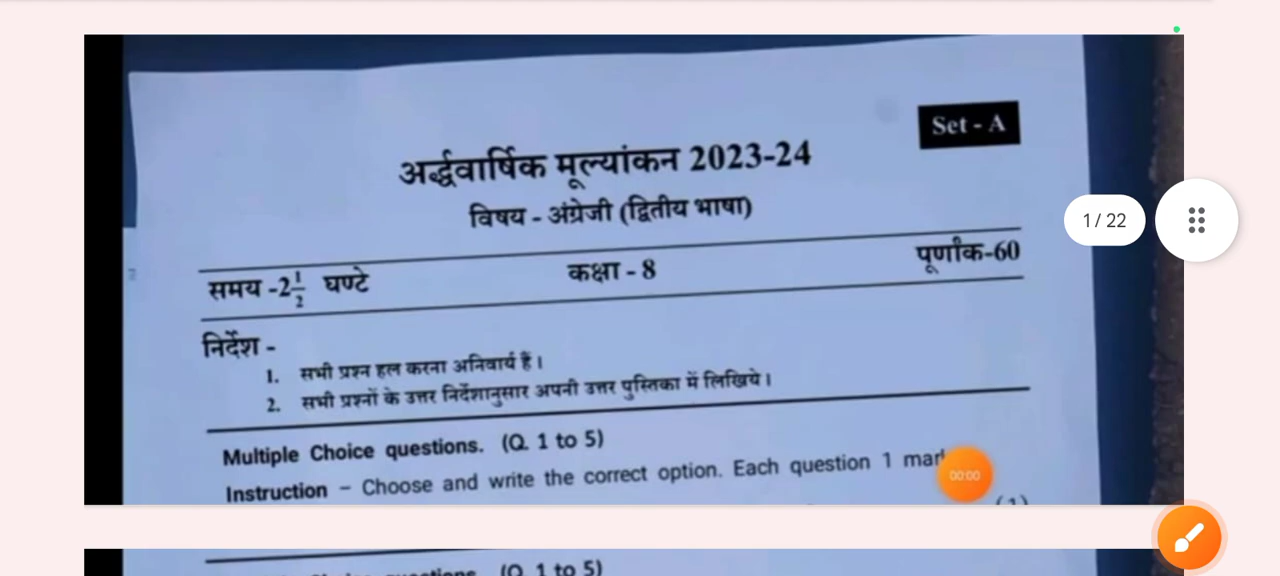 Set - A
अर्द्धवार्षिक मूल्यांकन 2023-24
विषय - अंग्रेजी (द्वितीय भाषा)
समय -2 1/2 घण्टे कक्षा - 8 पूर्णांक-60
1 / 22
निर्देश -
1. सभी प्रश्न हल करना अनिवार्य हैं।
2. सभी प्रश्नों के उत्तर निर्देशानुसार अपनी उत्तर पुस्तिका में लिखिये।
Multiple Choice questions. (Q. 1 to 5)
Instruction – Choose and write the correct option. Each question 1
00:00
(Q. 1 to 5)